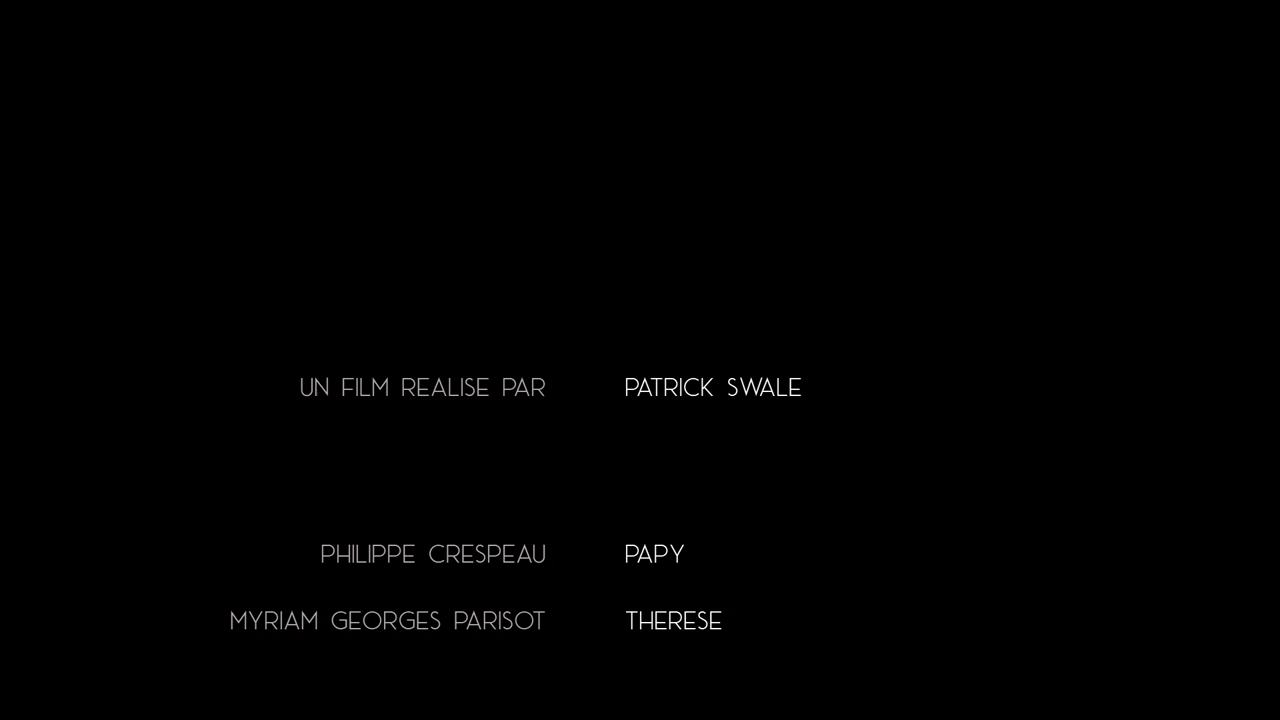 UN FILM REALISE PAR PATRICK SWALE
PHILIPPE CRESPEAU PAPY
MYRIAM GEORGES PARISOT THERESE